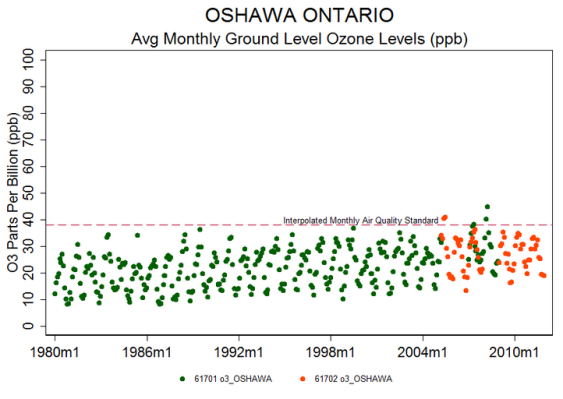 OSHAWA ONTARIO
Avg Monthly Ground Level Ozone Levels (ppb)
O3 Parts Per Billion (ppb)
100
90
80
70
60
50
40
30
20
10
0
Interpolated Monthly Air Quality Standard
1980m1 1986m1 1992m1 1998m1 2004m1 2010m1
61701 o3_OSHAWA 61702 o3_OSHAWA